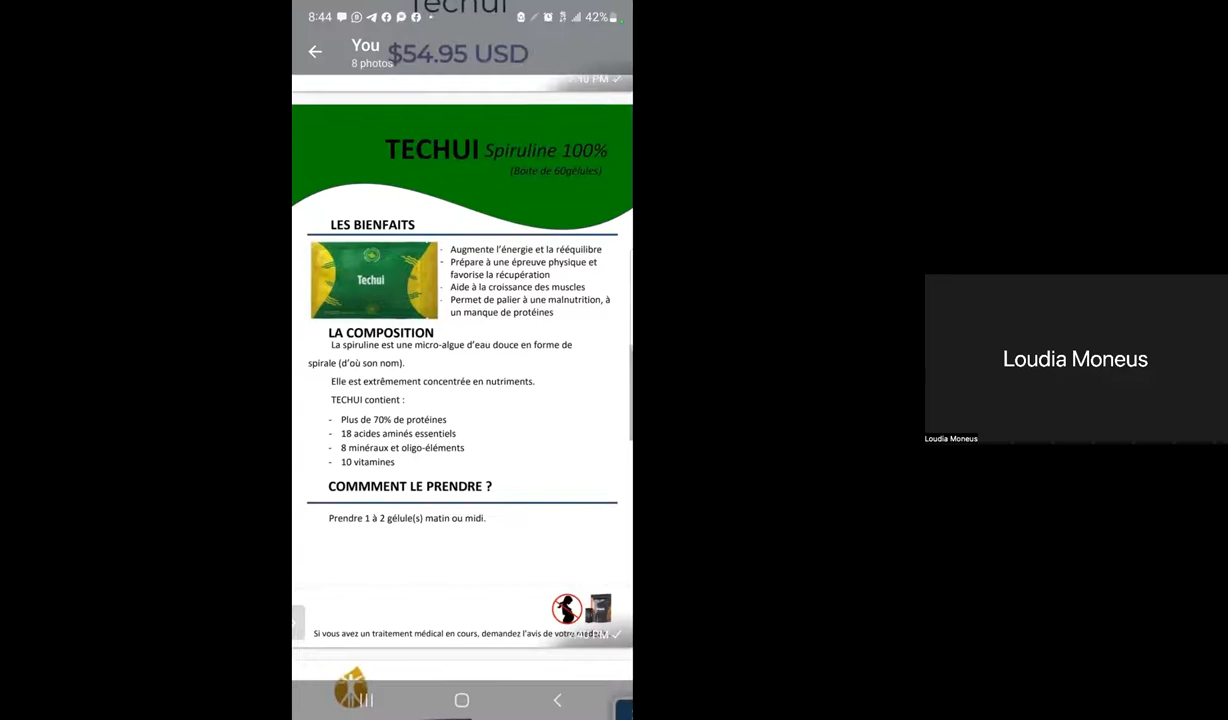 Techui
8:44
42%
You
8 photos
$54.95 USD
PM ✓
TECHUI Spiruline 100%
(Boite de 60gélules)
LES BIENFAITS
Techui
- Augmente l'énergie et la rééquilibre
- Prépare à une épreuve physique et
favorise la récupération
- Aide à la croissance des muscles
- Permet de palier à une malnutrition, à
un manque de protéines
LA COMPOSITION
La spiruline est une micro-algue d'eau douce en forme de
spirale (d'où son nom).
Elle est extrêmement concentrée en nutriments.
TECHUI contient :
- Plus de 70% de protéines
- 18 acides aminés essentiels
- 8 minéraux et oligo-éléments
- 10 vitamines
COMMMENT LE PRENDRE ?
Prendre 1 à 2 gélule(s) matin ou midi.
Si vous avez un traitement médical en cours, demandez l'avis de votre
PM ✓
Loudia Moneus
Loudia Moneus